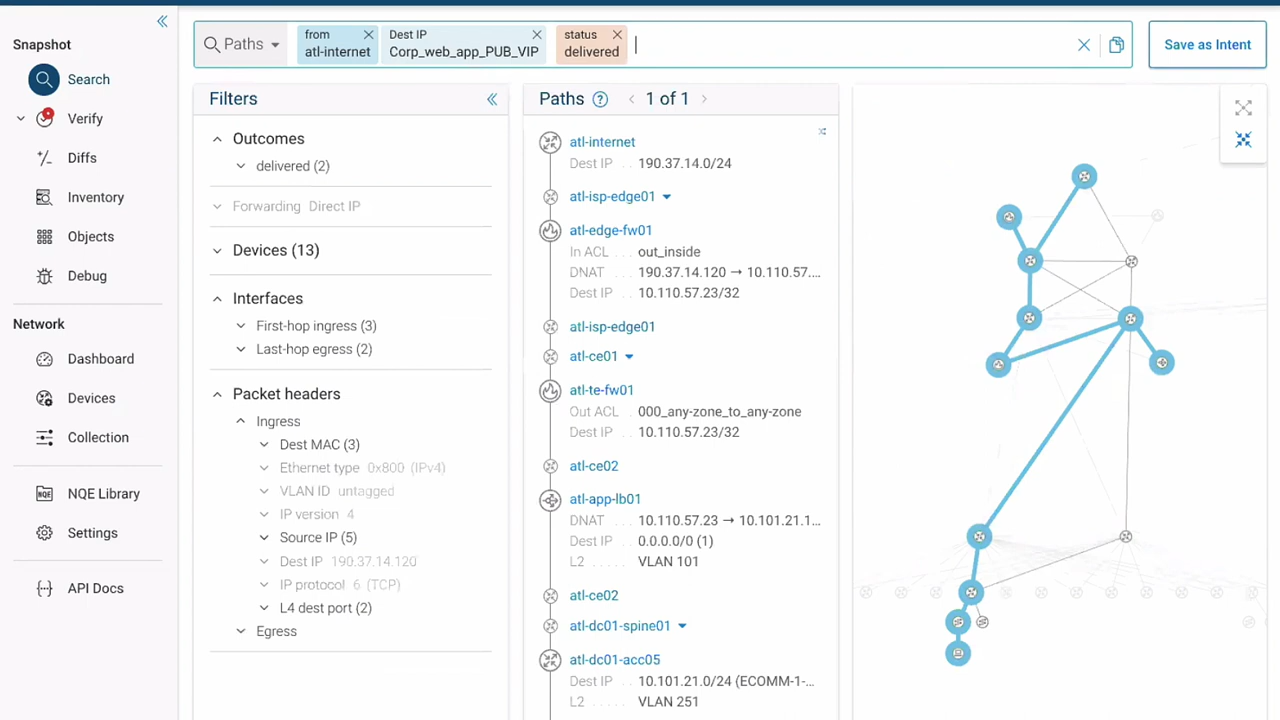 Snapshot
Search
Verify
Diffs
Inventory
Objects
Debug
Network
Dashboard
Devices
Collection
NQE Library
Settings
API Docs
Paths
from
atl-internet
Dest IP
Corp_web_app_PUB_VIP
status
delivered
Save as Intent
Filters
Outcomes
delivered (2)
Forwarding Direct IP
Devices (13)
Interfaces
First-hop ingress (3)
Last-hop egress (2)
Packet headers
Ingress
Dest MAC (3)
Ethernet type 0x800 (IPv4)
VLAN ID untagged
IP version 4
Source IP (5)
Dest IP 190.37.14.120
IP protocol 6 (TCP)
L4 dest port (2)
Egress
Paths ? 1 of 1
atl-internet
Dest IP . . 190.37.14.0/24
atl-isp-edge01
atl-edge-fw01
In ACL . . . out_inside
DNAT . . . . 190.37.14.120 → 10.110.57....
Dest IP . . 10.110.57.23/32
atl-isp-edge01
atl-ce01
atl-te-fw01
Out ACL . . 000_any-zone_to_any-zone
Dest IP . . 10.110.57.23/32
atl-ce02
atl-app-lb01
DNAT . . . . 10.110.57.23 → 10.101.21.1...
Dest IP . . 0.0.0.0/0 (1)
L2 . . . . . VLAN 101
atl-ce02
atl-dc01-spine01
atl-dc01-acc05
Dest IP . . 10.101.21.0/24 (ECOMM-1-...
L2 . . . . . VLAN 251